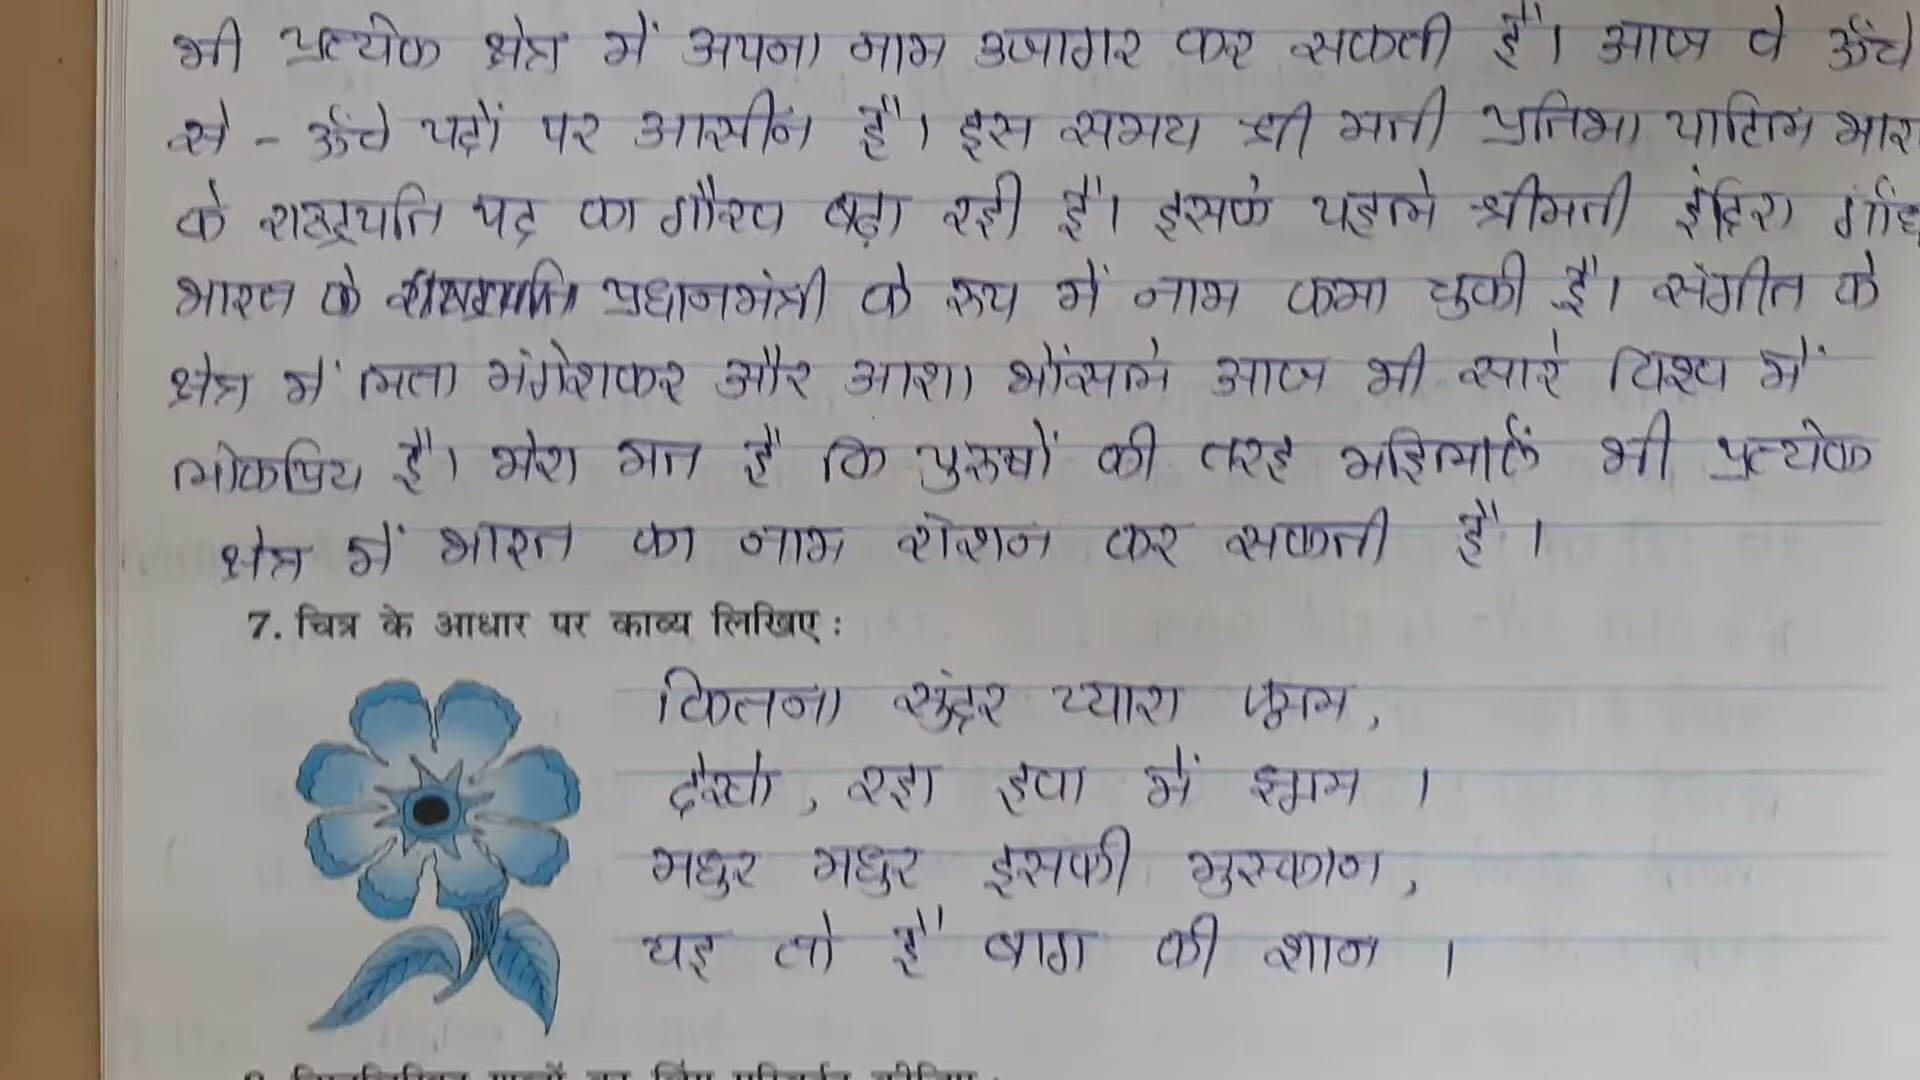 भी प्रत्येक क्षेत्र में अपना नाम उजागर कर सकती हैं। आज वे ऊँचे
से - ऊँचे पदों पर आसीन हैं। इस समय श्री मती प्रतिभा पाटिल भार
के राष्ट्रपति पद का गौरव बढ़ा रही हैं। इसके पहले श्रीमती इंदिरा गाँध
भारत के प्रधानमंत्री के रूप में नाम कमा चुकी हैं। संगीत के
क्षेत्र में लता मंगेशकर और आशा भोंसले आज भी सारे विश्व में
लोकप्रिय हैं। मेरा मत है कि पुरुषों की तरह महिलाएँ भी प्रत्येक
क्षेत्र में भारत का नाम रोशन कर सकती हैं।
7. चित्र के आधार पर काव्य लिखिए :
कितना सुंदर प्यारा फूल,
देखो, रहा हवा में झूल ।
मधुर मधुर इसकी मुस्कान,
यह तो हैं बाग की शान ।